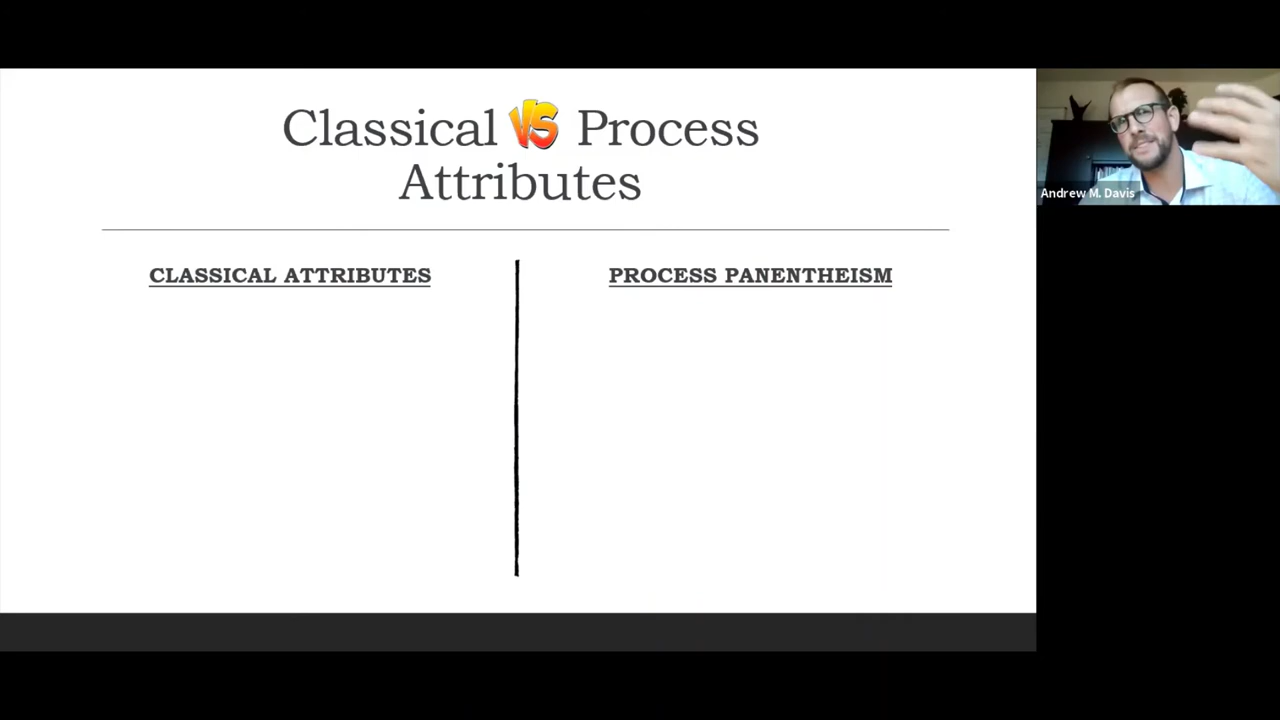 Classical VS Process
Attributes
CLASSICAL ATTRIBUTES
PROCESS PANENTHEISM
Andrew M. Davis